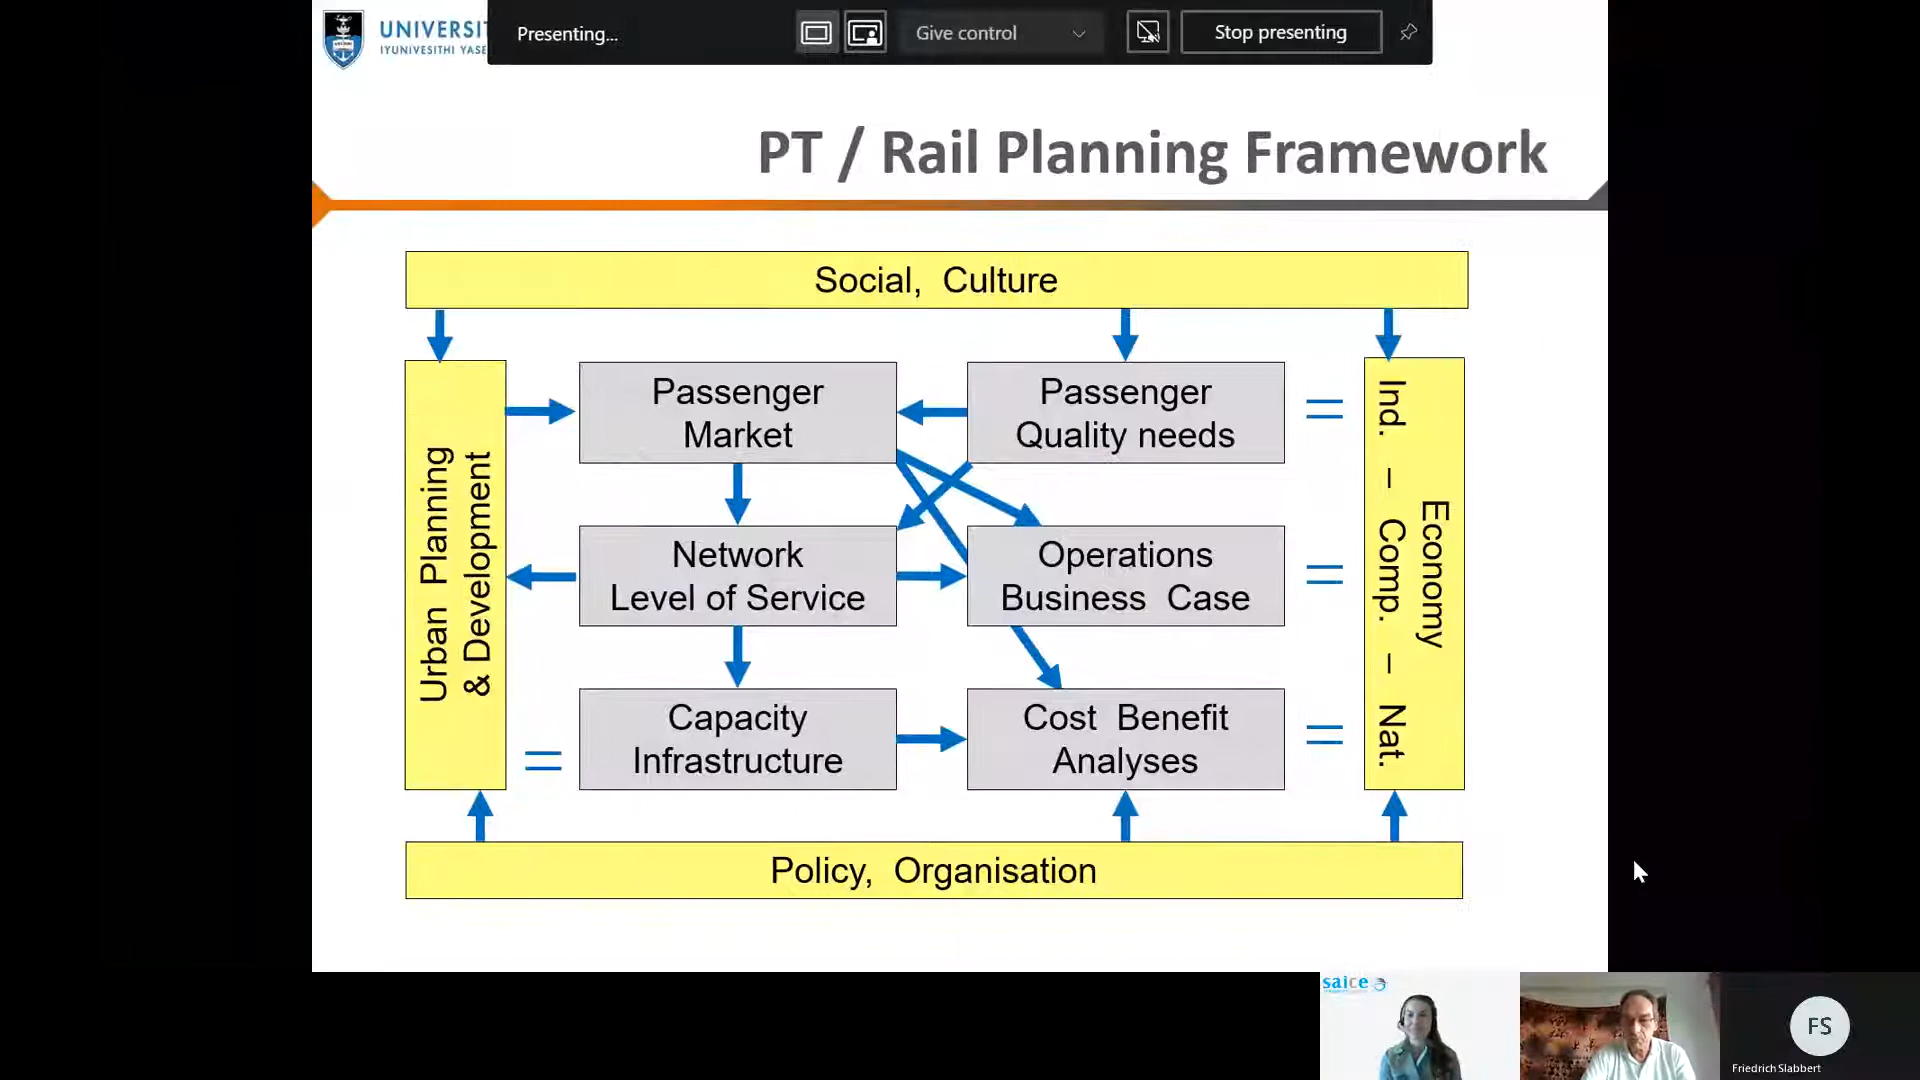 UNIVERSIT
IYUNIVESITHI YASE
Presenting...
Give control
Stop presenting
PT / Rail Planning Framework
Social, Culture
Urban Planning
& Development
Passenger
Market
Passenger
Quality needs
Network
Level of Service
Operations
Business Case
Capacity
Infrastructure
Cost Benefit
Analyses
=
=
=
=
Economy
Ind. – Comp. – Nat.
Policy, Organisation
saice
FS
Friedrich Slabbert